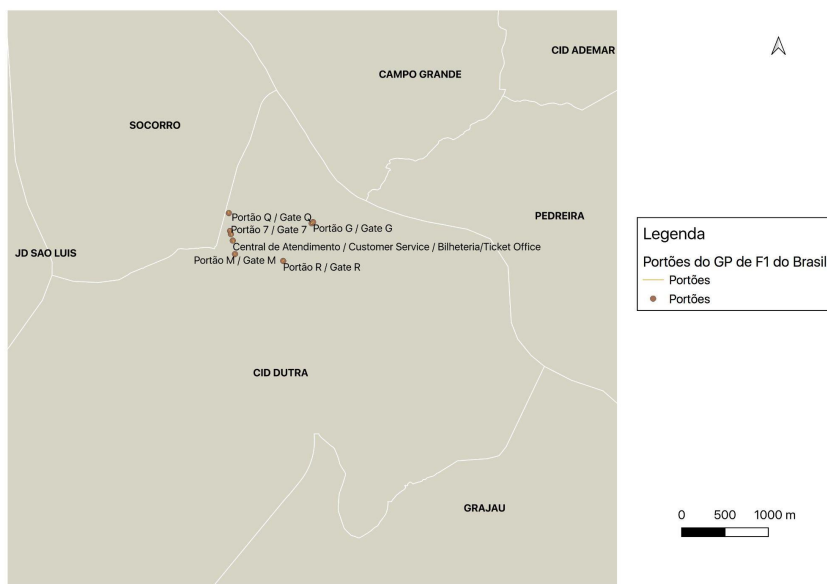 CID ADEMAR
CAMPO GRANDE
SOCORRO
PEDREIRA
Portão Q / Gate Q
Portão G / Gate G
Portão 7 / Gate 7
Central de Atendimento / Customer Service / Bilheteria/Ticket Office
JD SAO LUIS
Portão M / Gate M
Portão R / Gate R
CID DUTRA
GRAJAU
Legenda
Portões do GP de F1 do Brasil
Portões
Portões
0 500 1000 m